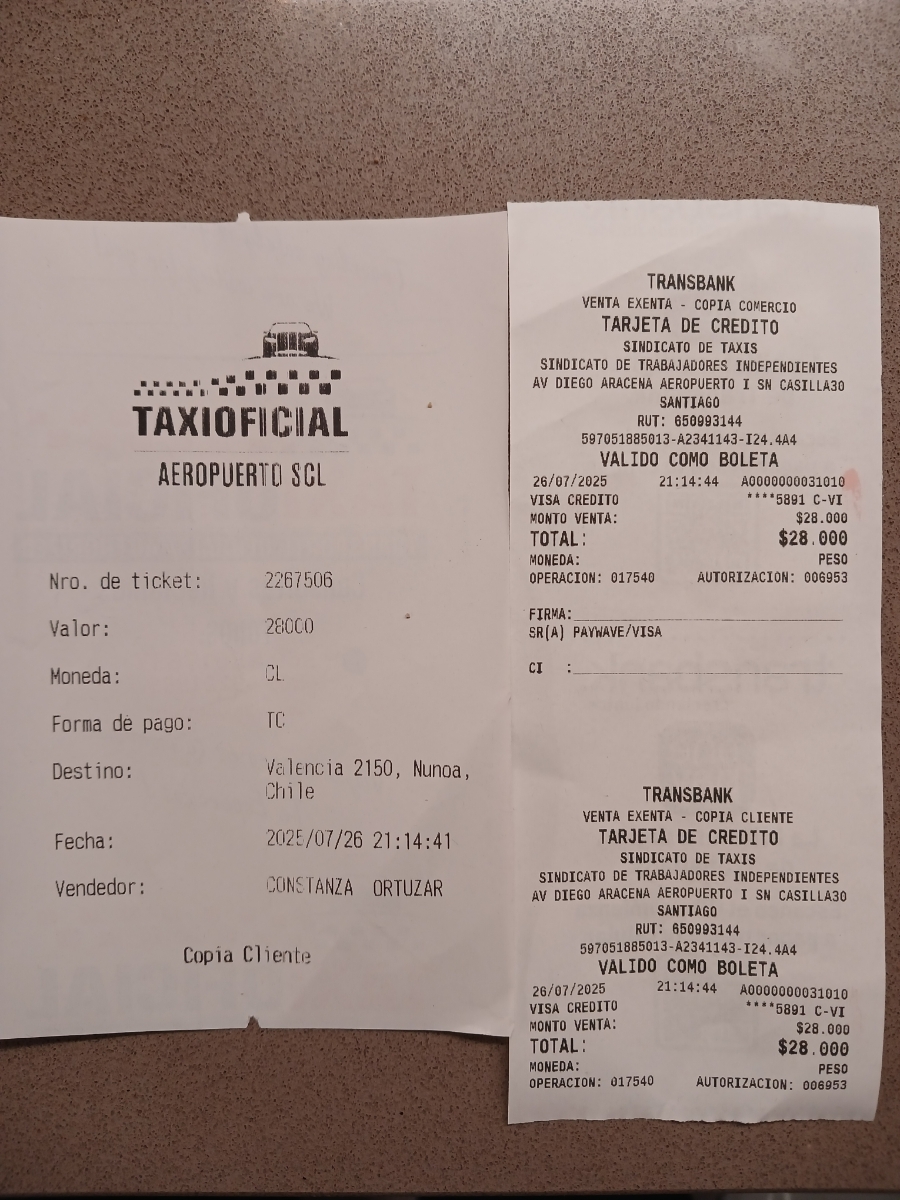 TAXIOFICIAL
AEROPUERTO SCL
Nro. de ticket: 2267506
Valor: 28000
Moneda: CL
Forma de pago: TC
Destino: Valencia 2150, Nunoa,
Chile
Fecha: 2025/07/26 21:14:41
Vendedor: CONSTANZA ORTUZAR
Copia Cliente
TRANSBANK
VENTA EXENTA - COPIA COMERCIO
TARJETA DE CREDITO
SINDICATO DE TAXIS
SINDICATO DE TRABAJADORES INDEPENDIENTES
AV DIEGO ARACENA AEROPUERTO I SN CASILLA30
SANTIAGO
RUT: 650993144
597051885013-A2341143-I24.4A4
VALIDO COMO BOLETA
26/07/2025 21:14:44 A0000000031010
VISA CREDITO ****5891 C-VI
MONTO VENTA: $28.000
TOTAL: $28.000
MONEDA: PESO
OPERACION: 017540 AUTORIZACION: 006953
FIRMA:
SR(A) PAYWAVE/VISA
CI :
TRANSBANK
VENTA EXENTA - COPIA CLIENTE
TARJETA DE CREDITO
SINDICATO DE TAXIS
SINDICATO DE TRABAJADORES INDEPENDIENTES
AV DIEGO ARACENA AEROPUERTO I SN CASILLA30
SANTIAGO
RUT: 650993144
597051885013-A2341143-I24.4A4
VALIDO COMO BOLETA
26/07/2025 21:14:44 A0000000031010
VISA CREDITO ****5891 C-VI
MONTO VENTA: $28.000
TOTAL: $28.000
MONEDA: PESO
OPERACION: 017540 AUTORIZACION: 006953